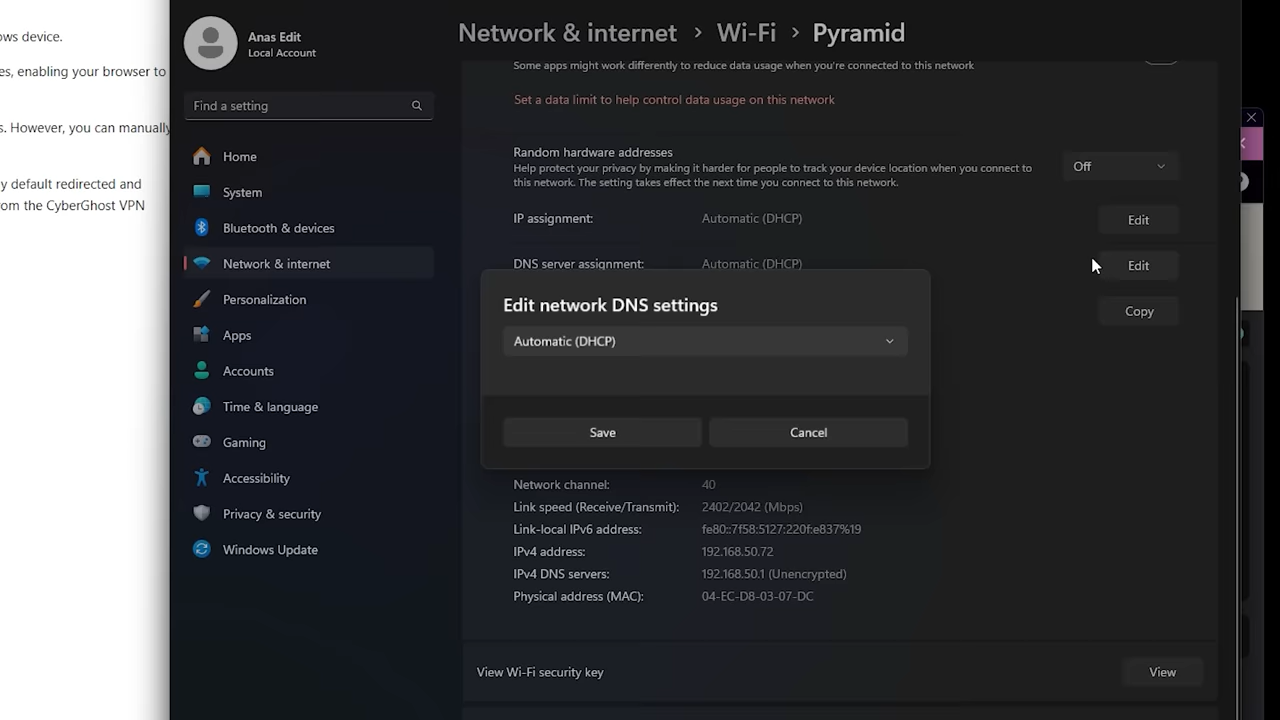 ows device.
es, enabling your browser to
s. However, you can manually
y default redirected and
rom the CyberGhost VPN
Anas Edit
Local Account
Find a setting
Home
System
Bluetooth & devices
Network & internet
Personalization
Apps
Accounts
Time & language
Gaming
Accessibility
Privacy & security
Windows Update
Network & internet > Wi-Fi > Pyramid
Some apps might work differently to reduce data usage when you're connected to this network
Set a data limit to help control data usage on this network
Random hardware addresses
Help protect your privacy by making it harder for people to track your device location when you connect to
this network. The setting takes effect the next time you connect to this network.
Off
IP assignment: Automatic (DHCP) Edit
DNS server assignment: Automatic (DHCP) Edit
Copy
Edit network DNS settings
Automatic (DHCP)
Save Cancel
Network channel: 40
Link speed (Receive/Transmit): 2402/2042 (Mbps)
Link-local IPv6 address: fe80::7f58:5127:220f:e837%19
IPv4 address: 192.168.50.72
IPv4 DNS servers: 192.168.50.1 (Unencrypted)
Physical address (MAC): 04-EC-D8-03-07-DC
View Wi-Fi security key View